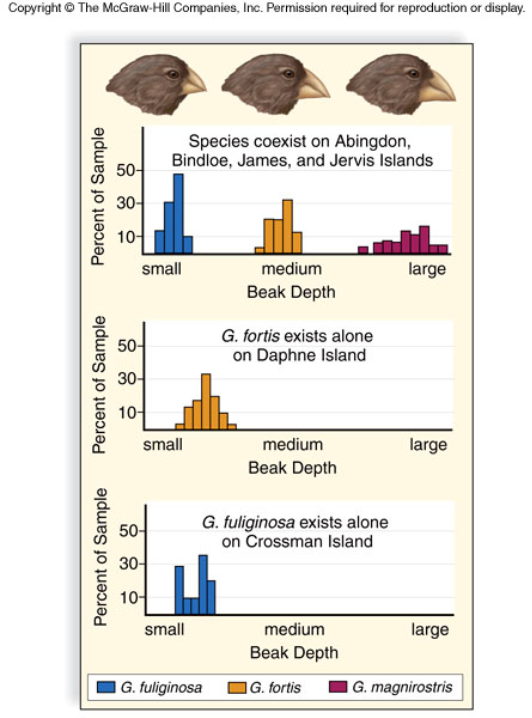 Copyright © The McGraw-Hill Companies, Inc. Permission required for reproduction or display.
Species coexist on Abingdon,
Bindloe, James, and Jervis Islands
Percent of Sample
50
30
10
small medium large
Beak Depth
G. fortis exists alone
on Daphne Island
Percent of Sample
50
30
10
small medium large
Beak Depth
G. fuliginosa exists alone
on Crossman Island
Percent of Sample
50
30
10
small medium large
Beak Depth
G. fuliginosa G. fortis G. magnirostris